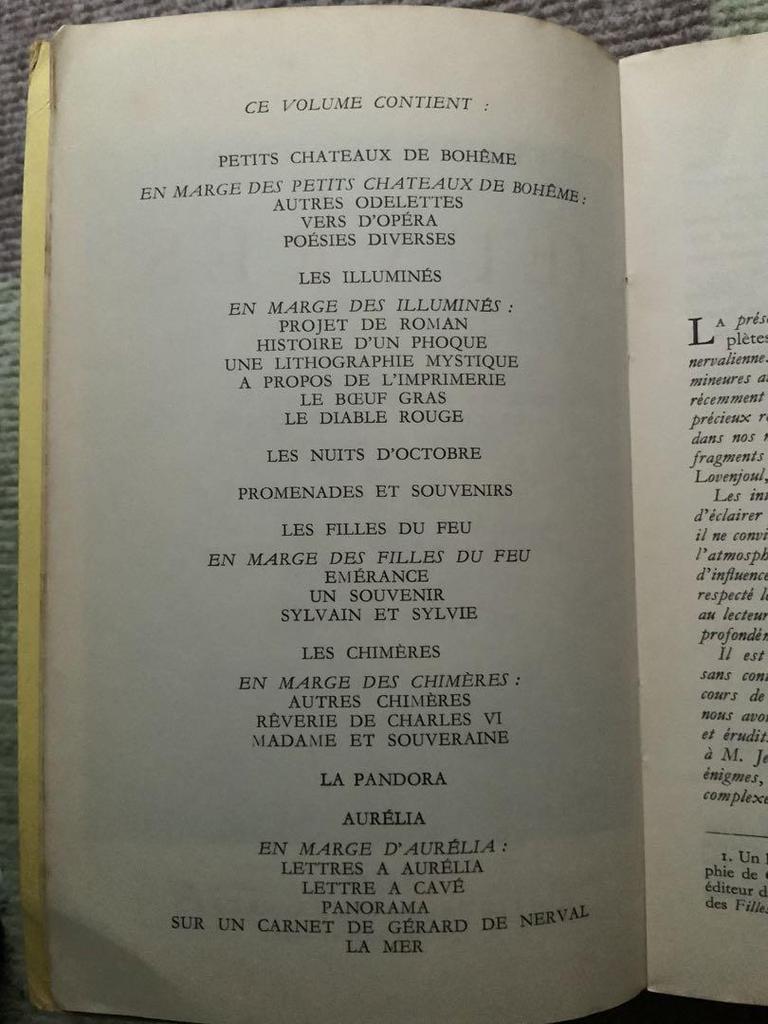 CE VOLUME CONTIENT :
PETITS CHATEAUX DE BOHÊME
EN MARGE DES PETITS CHATEAUX DE BOHÊME :
AUTRES ODELETTES
VERS D'OPÉRA
POÉSIES DIVERSES
LES ILLUMINÉS
EN MARGE DES ILLUMINÉS :
PROJET DE ROMAN
HISTOIRE D'UN PHOQUE
UNE LITHOGRAPHIE MYSTIQUE
A PROPOS DE L'IMPRIMERIE
LE BŒUF GRAS
LE DIABLE ROUGE
LES NUITS D'OCTOBRE
PROMENADES ET SOUVENIRS
LES FILLES DU FEU
EN MARGE DES FILLES DU FEU
EMÉRANCE
UN SOUVENIR
SYLVAIN ET SYLVIE
LES CHIMÈRES
EN MARGE DES CHIMÈRES :
AUTRES CHIMÈRES
RÊVERIE DE CHARLES VI
MADAME ET SOUVERAINE
LA PANDORA
AURÉLIA
EN MARGE D'AURÉLIA :
LETTRES A AURÉLIA
LETTRE A CAVÉ
PANORAMA
SUR UN CARNET DE GÉRARD DE NERVAL
LA MER
LA
plètes
nervalienne.
mineures
récemment
précieux
dans nos
fragments
Lovenjoul,
Les
d'éclairer
il ne
respecté
au lecteur
Il est
sans
cours de
nous
et
à M.
énigmes,
1. Un
phie de
éditeur
des